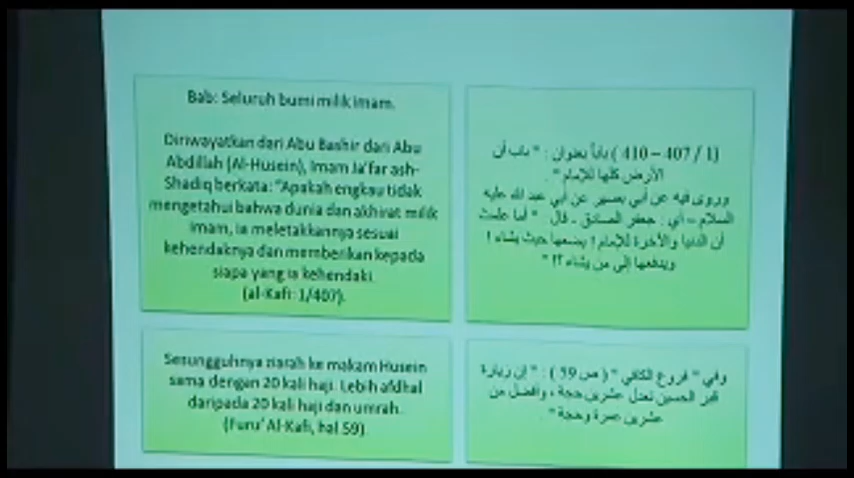 Bab: Seluruh bumi milik imam.
Diriwayatkan dari Abu Bashir dari Abu
Abdillah (Al-Husein), Imam Ja'far ash-
Shadiq berkata: "Apakah engkau tidak
mengetahui bahwa dunia dan akhirat milik
imam, ia meletakkannya sesuai
kehendaknya dan memberikan kepada
siapa yang ia kehendaki.
(al-Kafi: 1/407).
(1 / 407 – 410 ) باباً بعنوان : " باب أن
الأرض كلها للإمام" .
وروى فيه عن أبي بصير عن أبي عبد الله عليه
السلام – أي : جعفر الصادق - قال " أما علمت
أن الدنيا والآخرة للإمام ؛ يضعها حيث يشاء !
ويدفعها إلى من يشاء ؟! "
Sesungguhnya ziarah ke makam Husein
sama dengan 20 kali haji. Lebih afdhal
daripada 20 kali haji dan umrah.
(Furu' Al-Kafi, hal 59)
وفي " فروع الكافي " ( ص 59 ) : " إن زيارة
قبر الحسين تعدل عشرين حجة ، وافضل من
عشرين عمرة وحجة " .